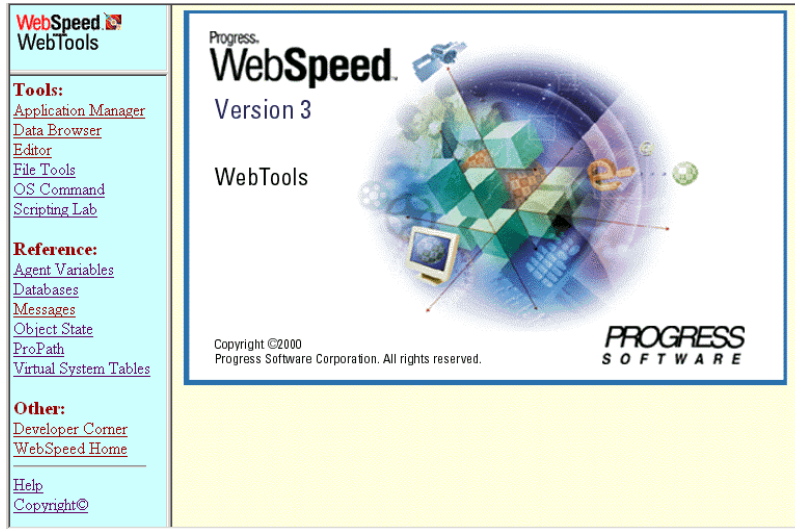 WebSpeed
WebTools
Tools:
Application Manager
Data Browser
Editor
File Tools
OS Command
Scripting Lab
Reference:
Agent Variables
Databases
Messages
Object State
ProPath
Virtual System Tables
Other:
Developer Corner
WebSpeed Home
Help
Copyright©
Progress.
WebSpeed.
Version 3
WebTools
Copyright ©2000
Progress Software Corporation. All rights reserved.
PROGRESS
SOFTWARE